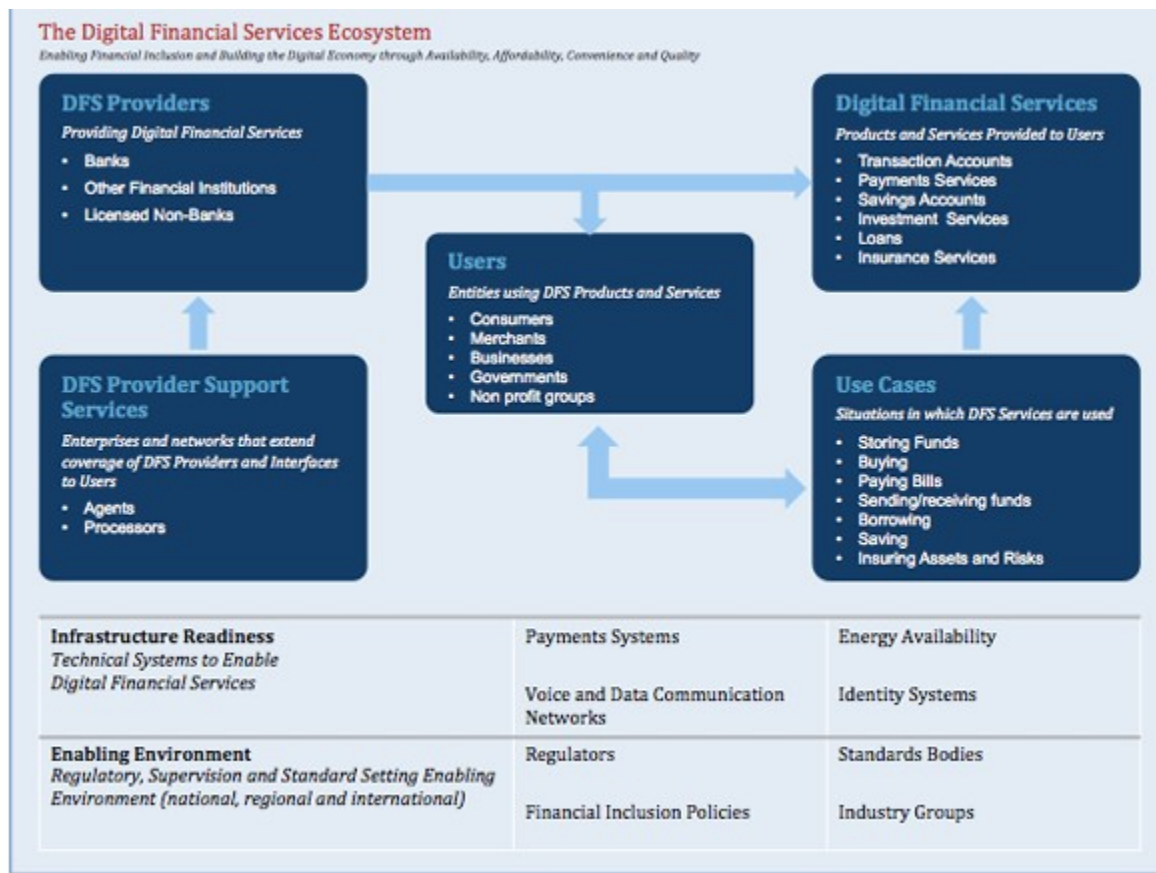 The Digital Financial Services Ecosystem
Enabling Financial Inclusion and Building the Digital Economy through Availability, Affordability, Convenience and Quality
DFS Providers
Providing Digital Financial Services
• Banks
• Other Financial Institutions
• Licensed Non-Banks
Digital Financial Services
Products and Services Provided to Users
• Transaction Accounts
• Payments Services
• Savings Accounts
• Investment Services
• Loans
• Insurance Services
Users
Entities using DFS Products and Services
• Consumers
• Merchants
• Businesses
• Governments
• Non profit groups
DFS Provider Support
Services
Enterprises and networks that extend
coverage of DFS Providers and Interfaces
to Users
• Agents
• Processors
Use Cases
Situations in which DFS Services are used
• Storing Funds
• Buying
• Paying Bills
• Sending/receiving funds
• Borrowing
• Saving
• Insuring Assets and Risks
Infrastructure Readiness
Technical Systems to Enable
Digital Financial Services
Payments Systems
Energy Availability
Voice and Data Communication
Networks
Identity Systems
Enabling Environment
Regulatory, Supervision and Standard Setting Enabling
Environment (national, regional and international)
Regulators
Standards Bodies
Financial Inclusion Policies
Industry Groups